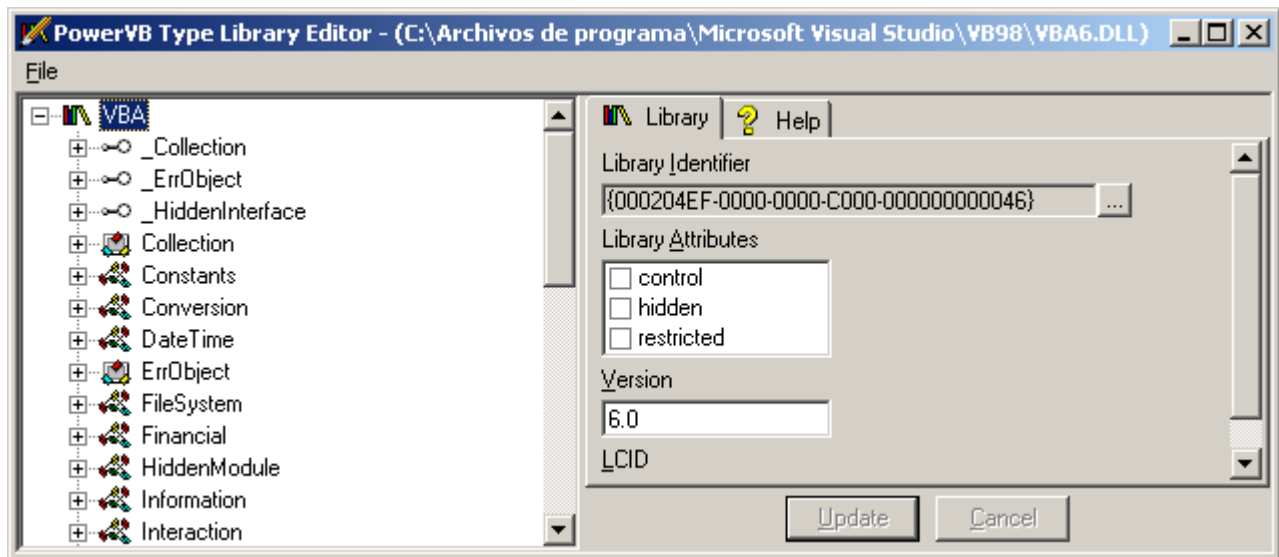 PowerVB Type Library Editor - (C:\Archivos de programa\Microsoft Visual Studio\VB98\VBA6.DLL)
File
VBA
_Collection
_ErrObject
_HiddenInterface
Collection
Constants
Conversion
DateTime
ErrObject
FileSystem
Financial
HiddenModule
Information
Interaction
Library
Help
Library Identifier
{000204EF-0000-0000-C000-000000000046}
...
Library Attributes
control
hidden
restricted
Version
6.0
LCID
Update
Cancel